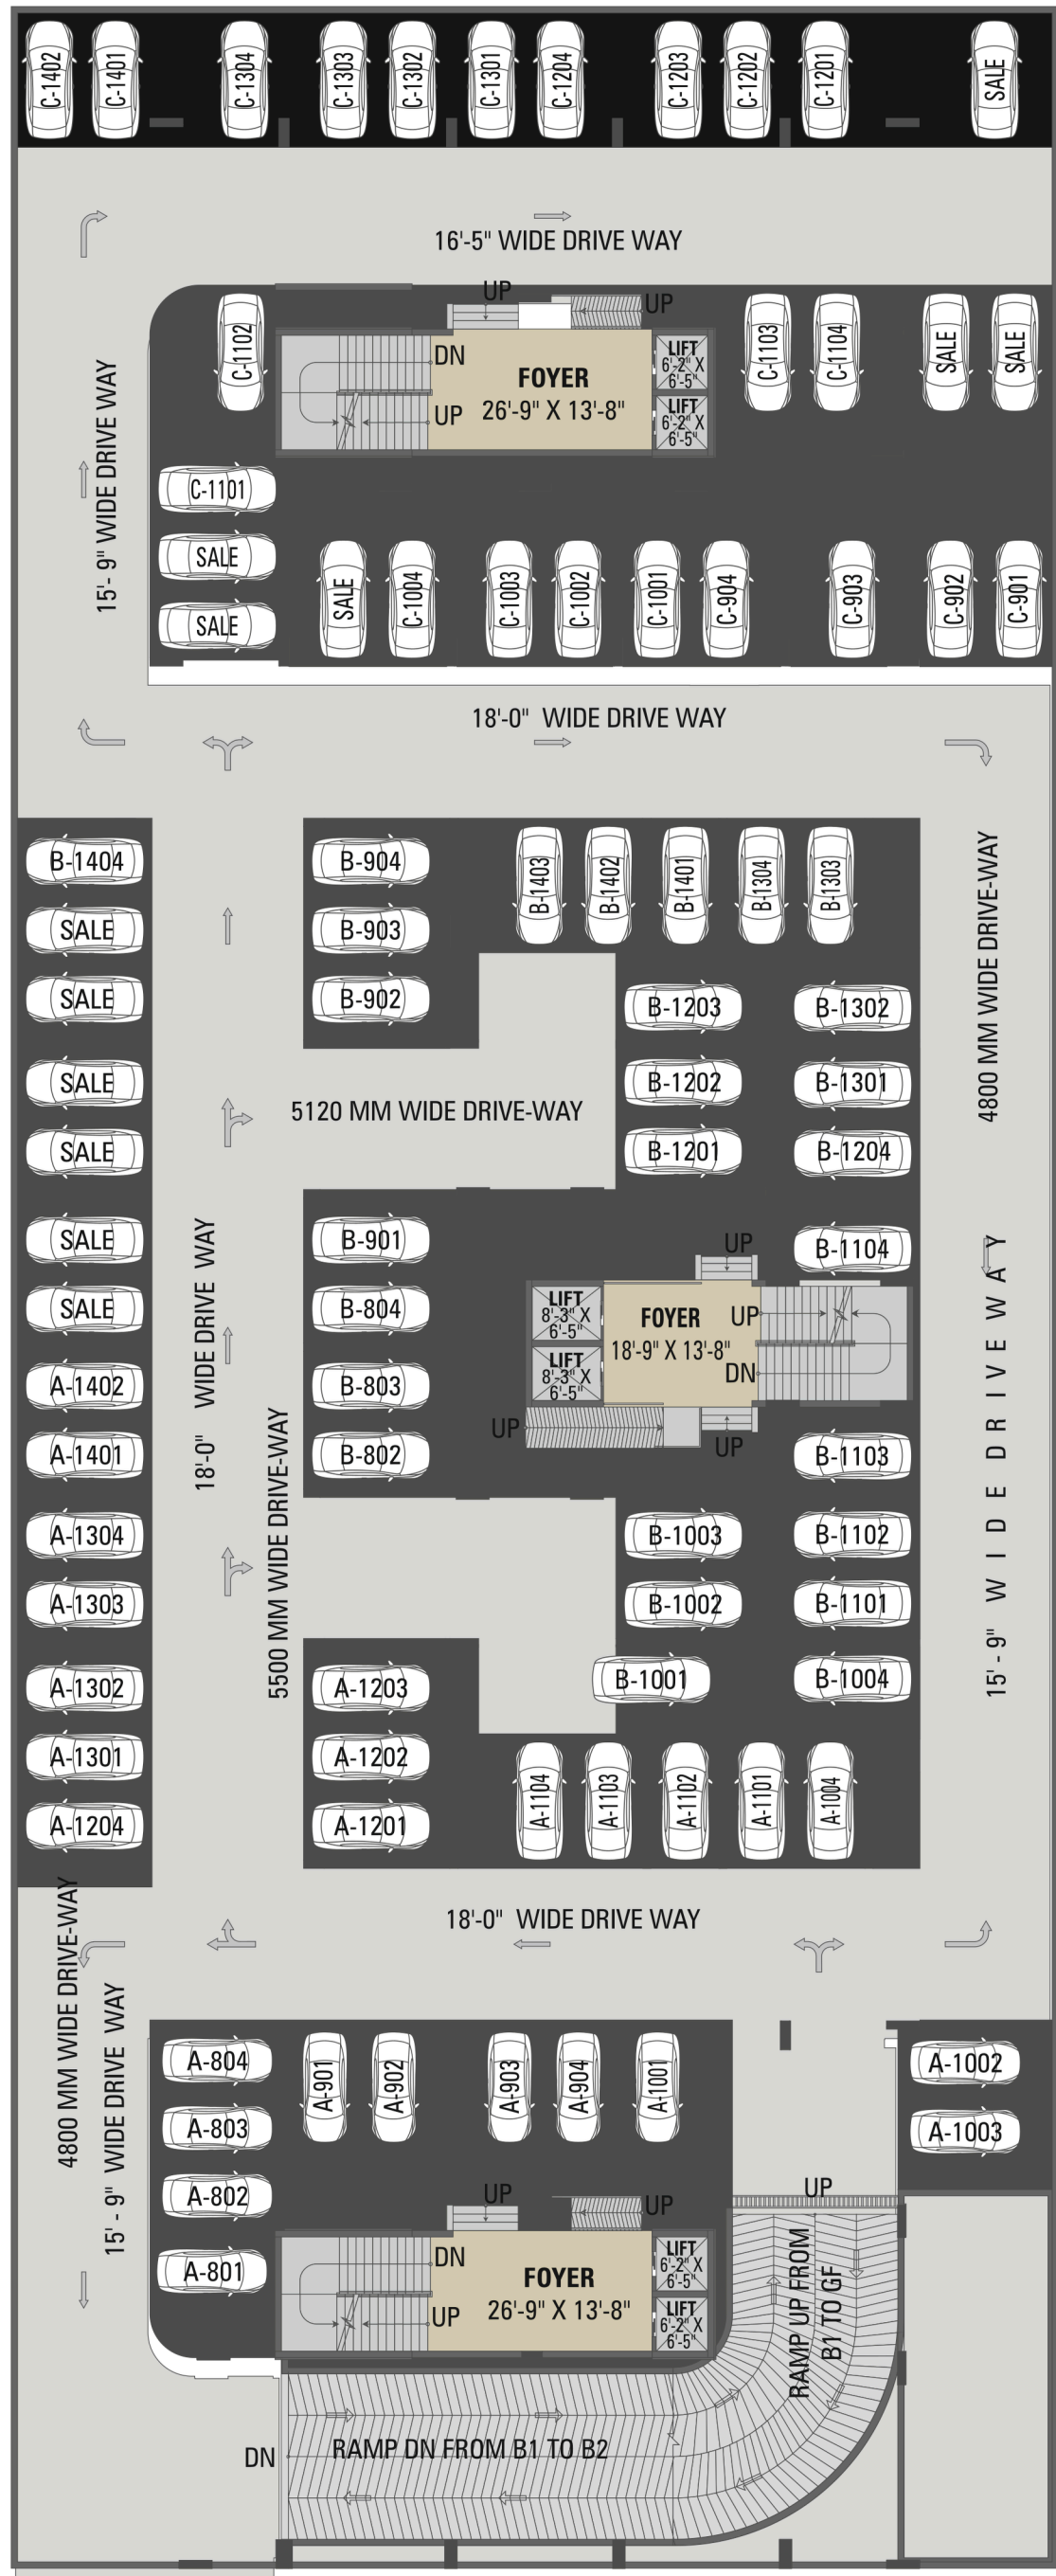 C-1402
C-1401
C-1304
C-1303
C-1302
C-1301
C-1204
C-1203
C-1202
C-1201
SALE
16'-5" WIDE DRIVE WAY
15'- 9" WIDE DRIVE WAY
C-1102
UP
UP
DN
UP
FOYER
26'-9" X 13'-8"
LIFT
6'-2" X
6'-5"
LIFT
6'-2" X
6'-5"
C-1103
C-1104
SALE
SALE
C-1101
SALE
SALE
SALE
C-1004
C-1003
C-1002
C-1001
C-904
C-903
C-902
C-901
18'-0" WIDE DRIVE WAY
B-1404
SALE
SALE
SALE
SALE
SALE
SALE
A-1402
A-1401
A-1304
A-1303
A-1302
A-1301
A-1204
18'-0" WIDE DRIVE WAY
5500 MM WIDE DRIVE-WAY
B-904
B-903
B-902
B-1403
B-1402
B-1401
B-1304
B-1303
4800 MM WIDE DRIVE-WAY
B-1203
B-1302
B-1202
B-1301
B-1201
B-1204
5120 MM WIDE DRIVE-WAY
B-901
B-804
B-803
B-802
B-1104
UP
LIFT
8'-3" X
6'-5"
LIFT
8'-3" X
6'-5"
FOYER
18'-9" X 13'-8"
UP
DN
UP
UP
15' - 9" WIDE DRIVE WAY
B-1103
B-1003
B-1102
B-1002
B-1101
B-1001
B-1004
A-1203
A-1202
A-1201
A-1104
A-1103
A-1102
A-1101
A-1004
18'-0" WIDE DRIVE WAY
4800 MM WIDE DRIVE-WAY
15' - 9" WIDE DRIVE WAY
A-804
A-803
A-802
A-801
A-901
A-902
A-903
A-904
A-1001
A-1002
A-1003
UP
UP
UP
DN
UP
FOYER
26'-9" X 13'-8"
LIFT
6'-2" X
6'-5"
LIFT
6'-2" X
6'-5"
RAMP UP FROM
B1 TO GF
DN
RAMP DN FROM B1 TO B2